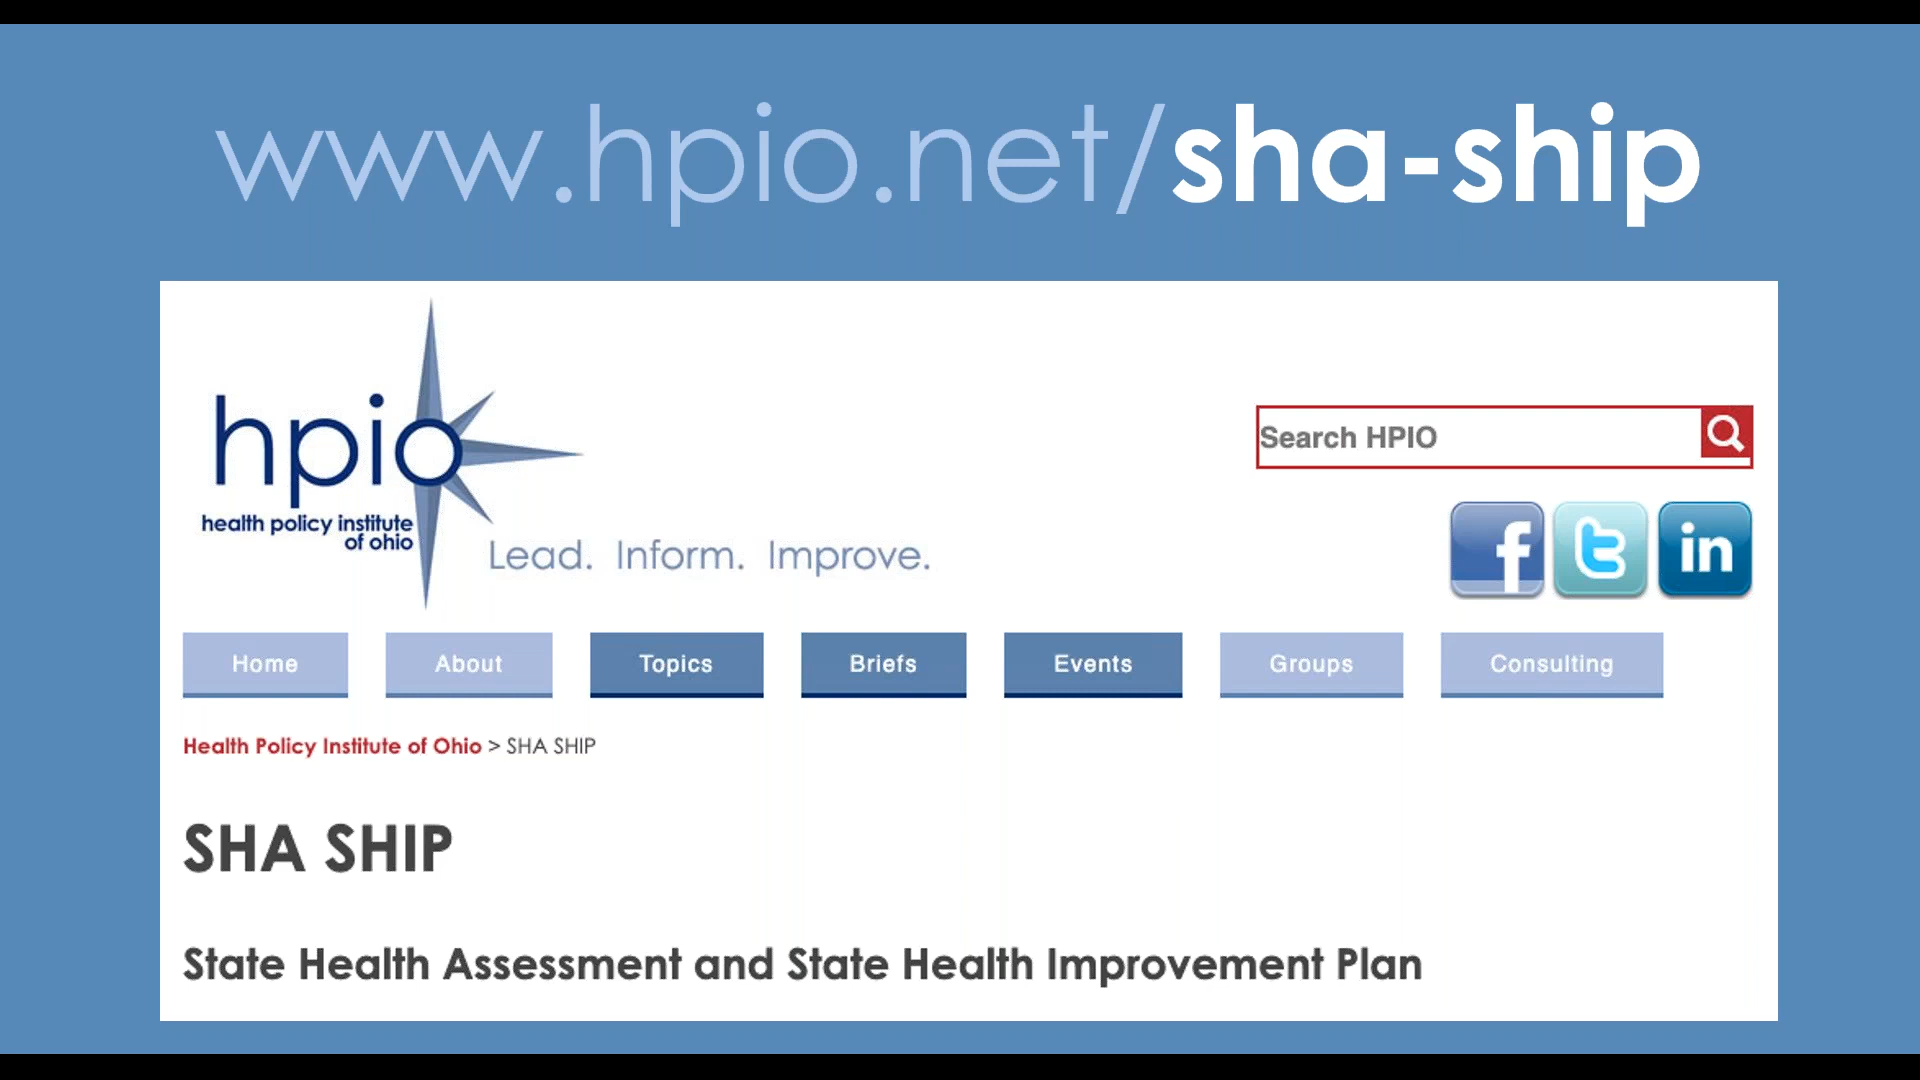 www.hpio.net/sha-ship
hpio
health policy institute
of ohio
Lead. Inform. Improve.
Search HPIO
f
t
in
Home About Topics Briefs Events Groups Consulting
Health Policy Institute of Ohio > SHA SHIP
SHA SHIP
State Health Assessment and State Health Improvement Plan